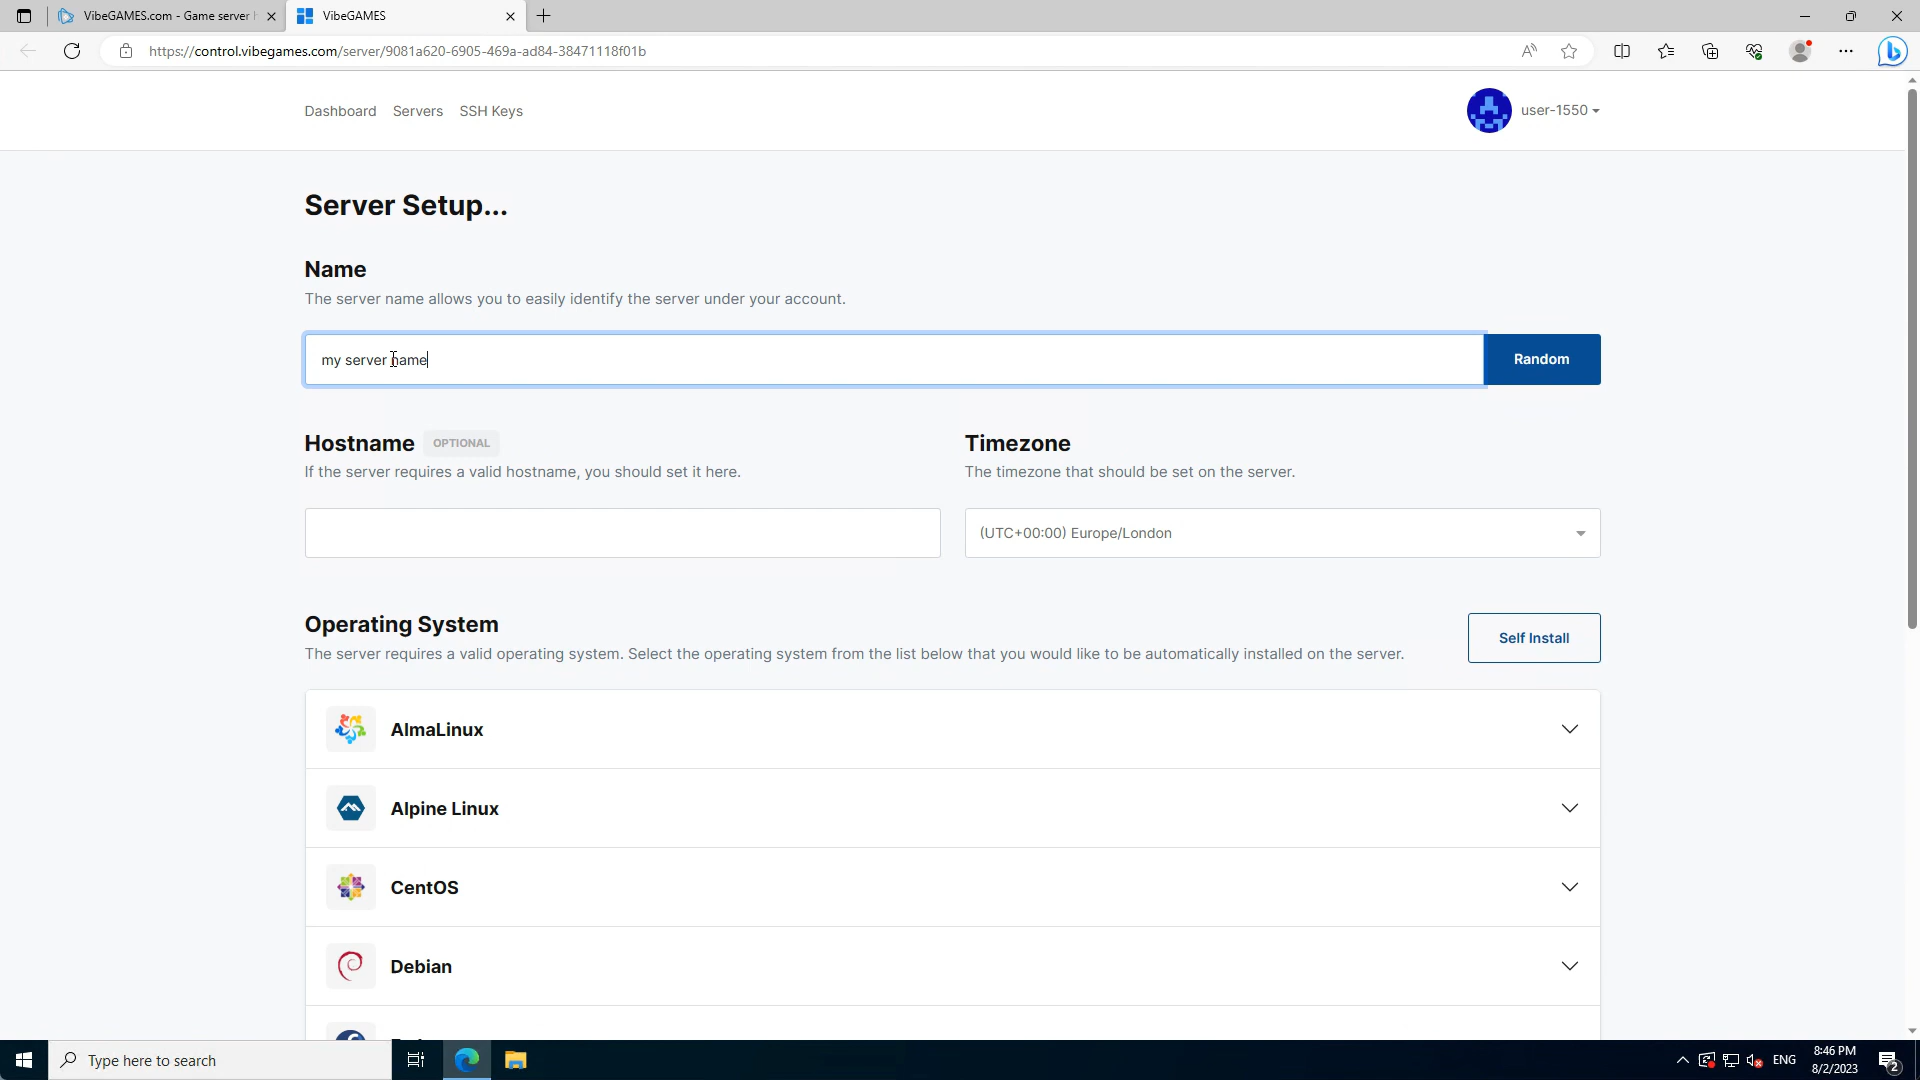 VibeGAMES.com - Game server
VibeGAMES
https://control.vibegames.com/server/9081a620-6905-469a-ad84-38471118f01b
Dashboard Servers SSH Keys
user-1550
Server Setup...
Name
The server name allows you to easily identify the server under your account.
my server name
Random
Hostname OPTIONAL
If the server requires a valid hostname, you should set it here.
Timezone
The timezone that should be set on the server.
(UTC+00:00) Europe/London
Operating System
The server requires a valid operating system. Select the operating system from the list below that you would like to be automatically installed on the server.
Self Install
AlmaLinux
Alpine Linux
CentOS
Debian
Type here to search
ENG
8:46 PM
8/2/2023
2